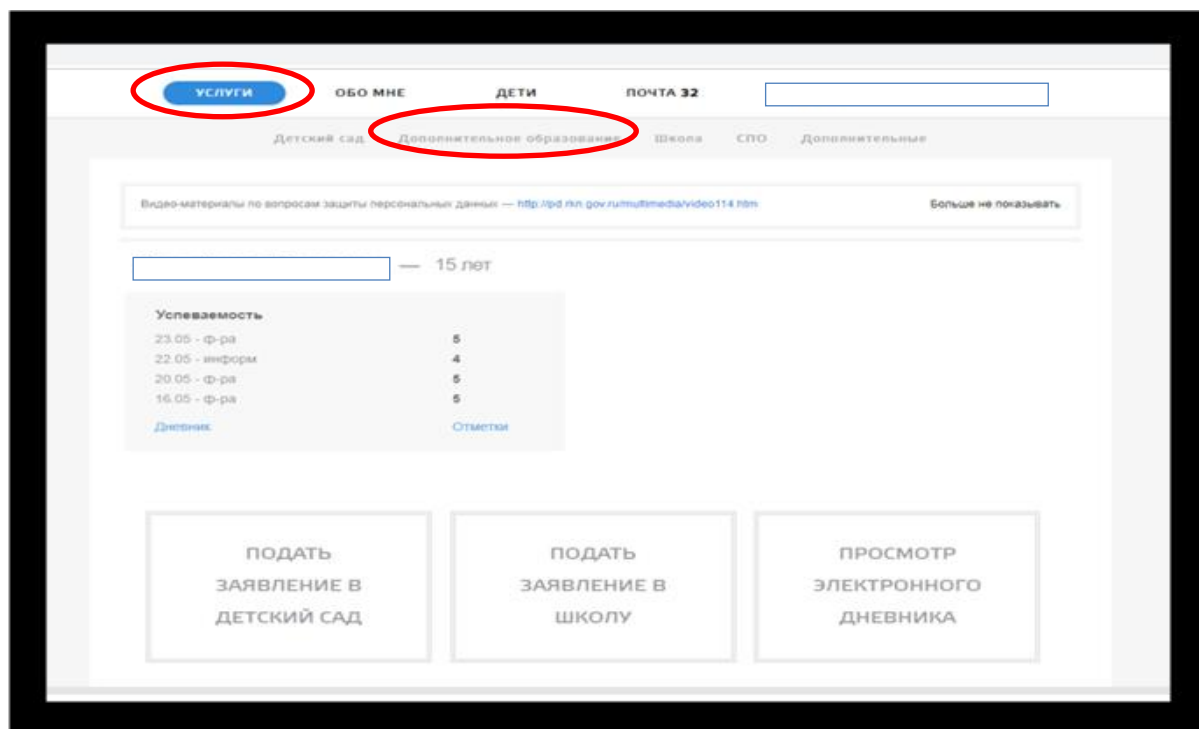 УСЛУГИ ОБО МНЕ ДЕТИ ПОЧТА 32
Детский сад Дополнительное образование Школа СПО Дополнительные
Видео-материалы по вопросам защиты персональных данных — http://pd.rkn.gov.ru/multimedia/video114.htm Больше не показывать
— 15 лет
Успеваемость
23.05 - ф-ра 5
22.05 - информ 4
20.05 - ф-ра 5
16.05 - ф-ра 5
Дневник Отметки
ПОДАТЬ
ЗАЯВЛЕНИЕ В
ДЕТСКИЙ САД
ПОДАТЬ
ЗАЯВЛЕНИЕ В
ШКОЛУ
ПРОСМОТР
ЭЛЕКТРОННОГО
ДНЕВНИКА